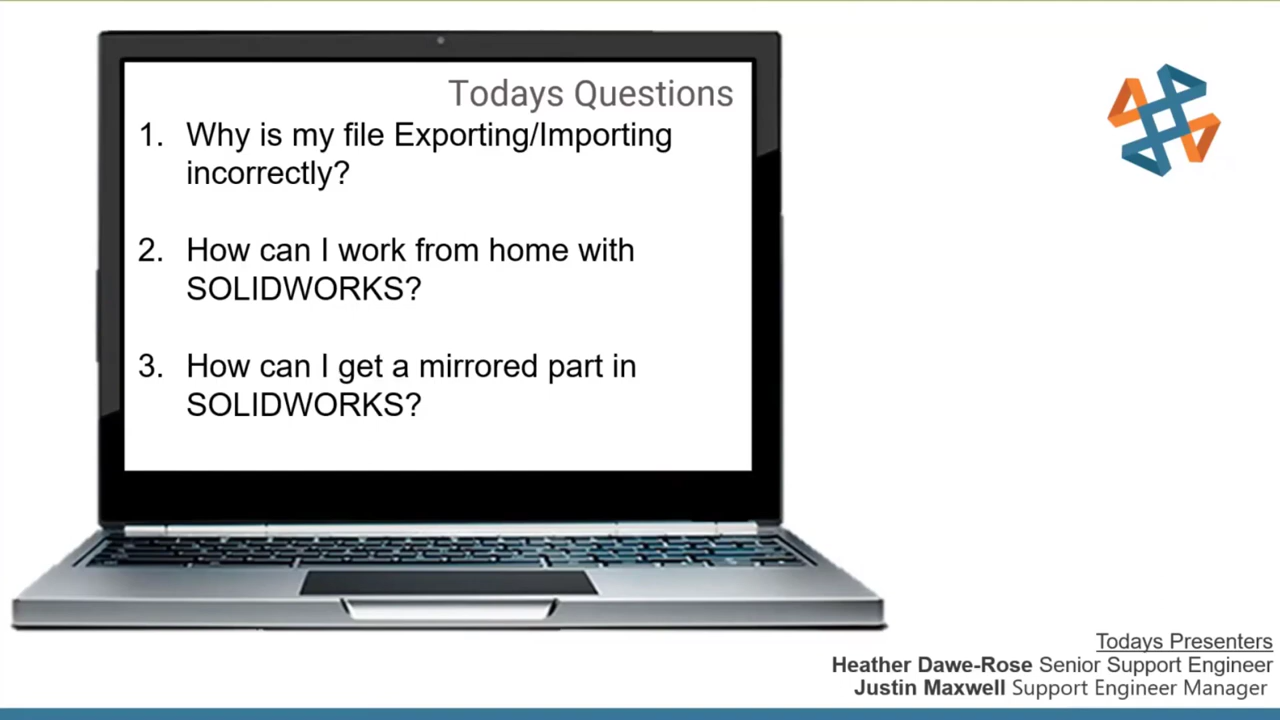 Todays Questions
1. Why is my file Exporting/Importing
incorrectly?
2. How can I work from home with
SOLIDWORKS?
3. How can I get a mirrored part in
SOLIDWORKS?
Todays Presenters
Heather Dawe-Rose Senior Support Engineer
Justin Maxwell Support Engineer Manager